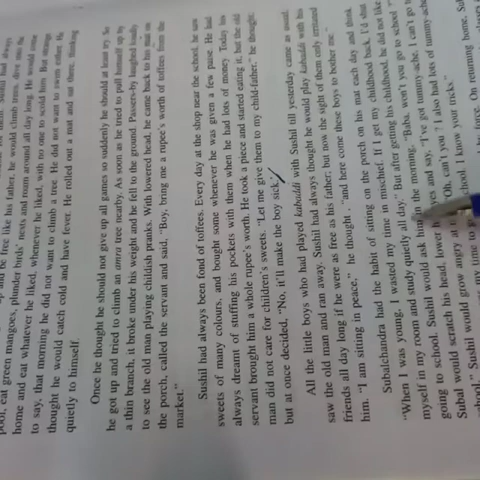 up and be free like his father, he would climb trees, dive into the
pool, eat green mangoes, plunder birds' nests and roam around all day long. He would come
home and eat whatever he liked, whenever he liked, with no one to scold him. But strange
to say, that morning he did not want to climb a tree. He did not want to swim either. He
thought he would catch cold and have fever. He rolled out a mat and sat there, thinking
quietly to himself.
Once he thought he should not give up all games so suddenly he should at least try. So
he got up and tried to climb an amra tree nearby. As soon as he tried to pull himself up by
a thin branch, it broke under his weight and he fell to the ground. Passers-by laughed loudly
to see the old man playing childish pranks. With lowered head, he came back to his mat on
the porch, called the servant and said, "Boy, bring me a rupee's worth of toffees from the
market."
Sushil had always been fond of toffees. Every day at the shop near the school, he saw
sweets of many colours, and bought some whenever he was given a few paise. He had
always dreamt of stuffing his pockets with them when he had lots of money. Today his
servant brought him a whole rupee's worth. He took a piece and started eating it, but the old
man did not care for children's sweets. "Let me give them to my child-father," he thought:
but at once decided, "No, it'll make the boy sick."
All the little boys who had played kabaddi with Sushil till yesterday came as usual,
saw the old man and ran away. Sushil had always thought he would play kabaddi with his
friends all day long if he were as free as his father; but now the sight of them only irritated
him. "I am sitting in peace," he thought, "and here come these boys to bother me."
Subalchandra had the habit of sitting on the porch on his mat each day and think
"When I was young, I wasted my time in mischief. If I get my childhood back, I'd shut
myself in my room and study quietly all day." But after getting his childhood, he did not like
going to school. Sushil would ask him in the morning, "Baba, won't you go to school?"
Subal would scratch his head, lower his eyes and say, "I've got tummy-ache, I can't go to
school." Sushil would grow angry at "Oh, can't you? I also had lots of tummy-ache
my time to school. I know your tricks."
force. On returning home,